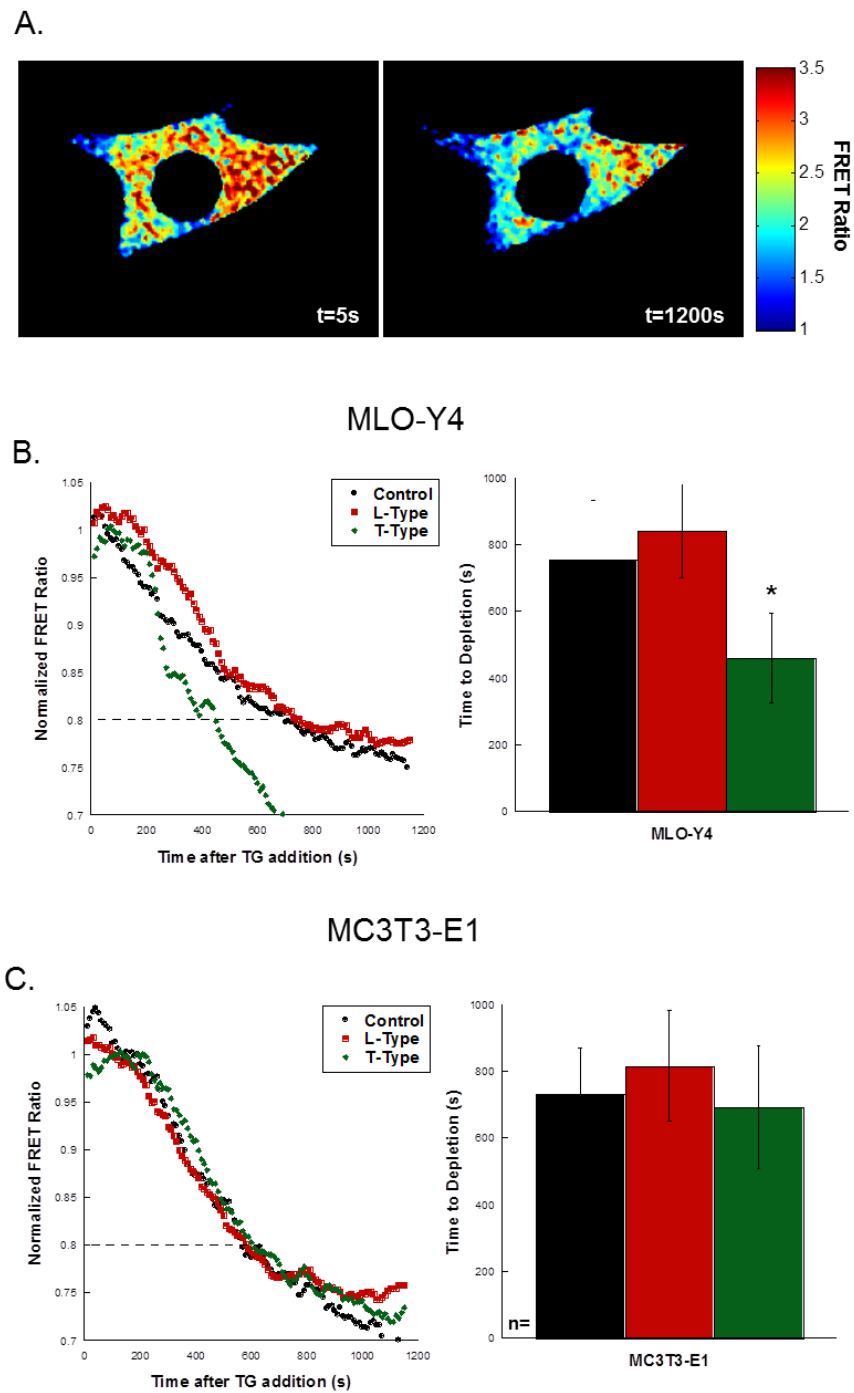 A.
t=5s
t=1200s
3.5
3
2.5
2
1.5
1
FRET Ratio
MLO-Y4
B.
1.05
1
0.95
0.9
0.85
0.8
0.75
0.7
Normalized FRET Ratio
0 200 400 600 800 1000 1200
Time after TG addition (s)
Control
L-Type
T-Type
1000
800
600
400
200
0
Time to Depletion (s)
*
MLO-Y4
MC3T3-E1
C.
1.05
1
0.95
0.9
0.85
0.8
0.75
0.7
Normalized FRET Ratio
0 200 400 600 800 1000 1200
Time after TG addition (s)
Control
L-Type
T-Type
1000
800
600
400
200
0
Time to Depletion (s)
n=
MC3T3-E1